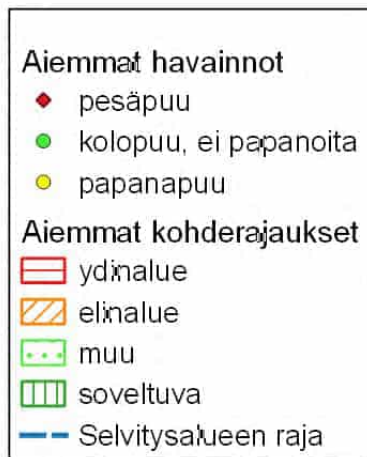 Aiemmat havainnot
pesäpuu
kolopuu, ei papanoita
papanapuu
Aiemmat kohderajaukset
ydinalue
elinalue
muu
soveltuva
Selvitysalueen raja